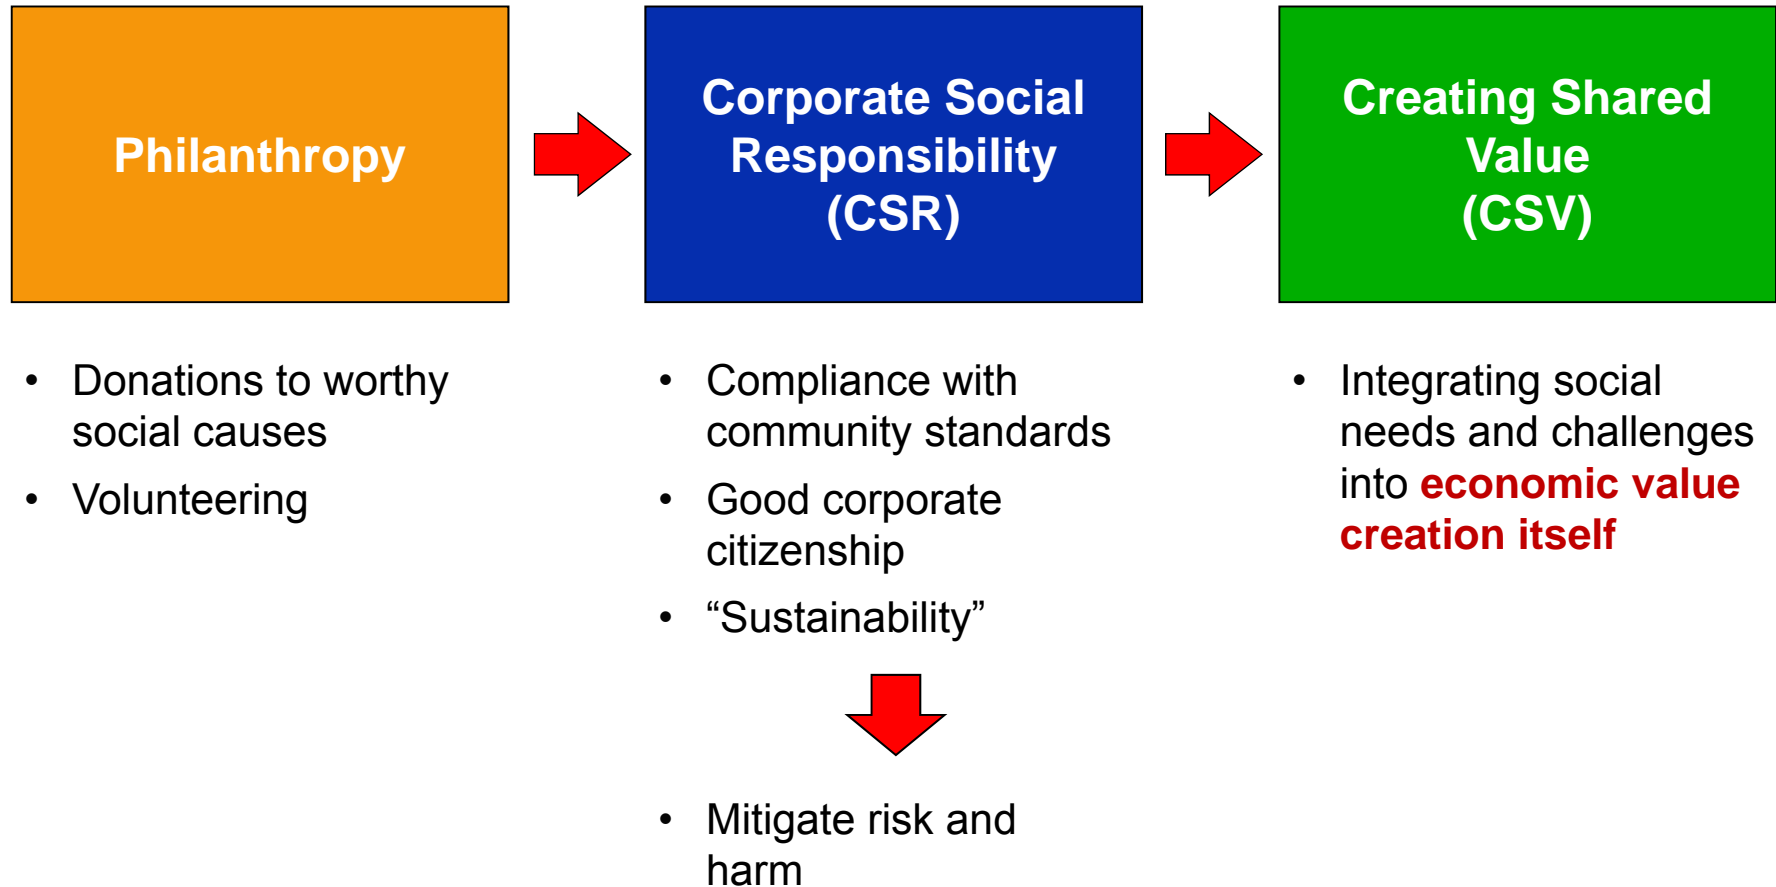 Philanthropy
Corporate Social
Responsibility
(CSR)
Creating Shared
Value
(CSV)
• Donations to worthy
social causes
• Volunteering
• Compliance with
community standards
• Good corporate
citizenship
• “Sustainability”
• Mitigate risk and
harm
• Integrating social
needs and challenges
into economic value
creation itself